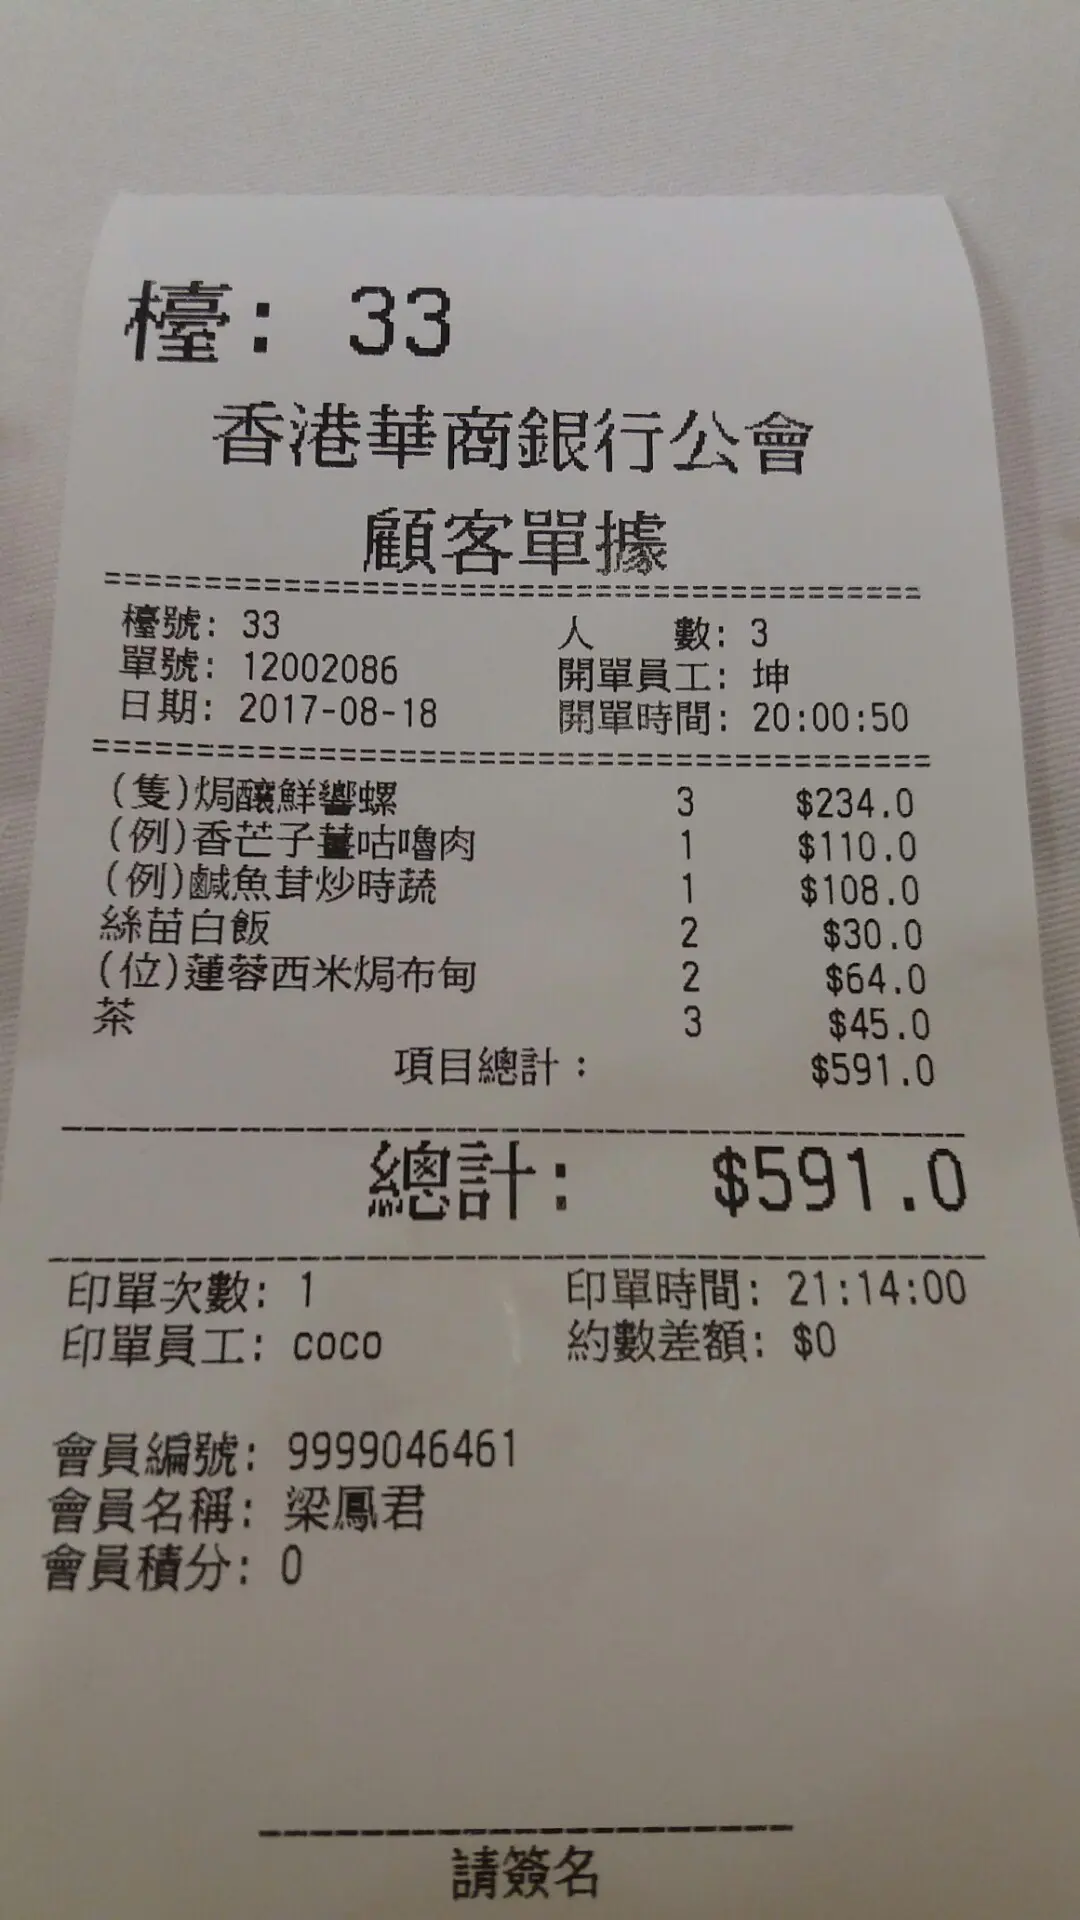 檯: 33
香港華商銀行公會
顧客單據
========================================
檯號: 33 人 數: 3
單號: 12002086 開單員工: 坤
日期: 2017-08-18 開單時間: 20:00:50
========================================
(隻)焗釀鮮響螺 3 $234.0
(例)香芒子薑咕嚕肉 1 $110.0
(例)鹹魚茸炒時蔬 1 $108.0
絲苗白飯 2 $30.0
(位)蓮蓉西米焗布甸 2 $64.0
茶 3 $45.0
項目總計: $591.0
總計: $591.0
印單次數: 1 印單時間: 21:14:00
印單員工: coco 約數差額: $0
會員編號: 9999046461
會員名稱: 梁鳳君
會員積分: 0
請簽名